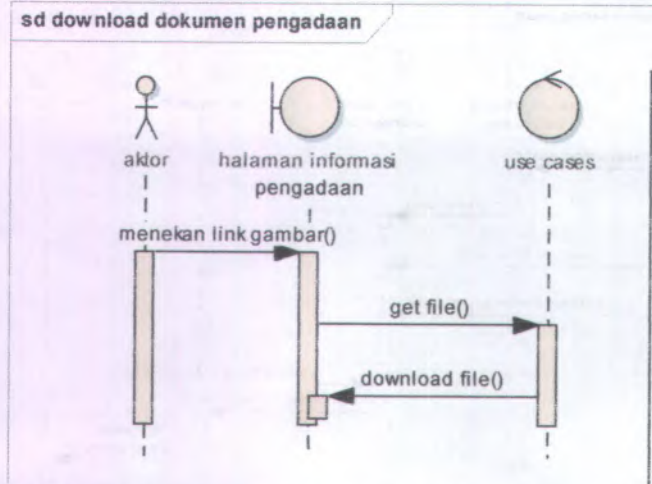 sd download dokumen pengadaan
aktor
halaman informasi
pengadaan
use cases
menekan link gambar()
get file()
download file()